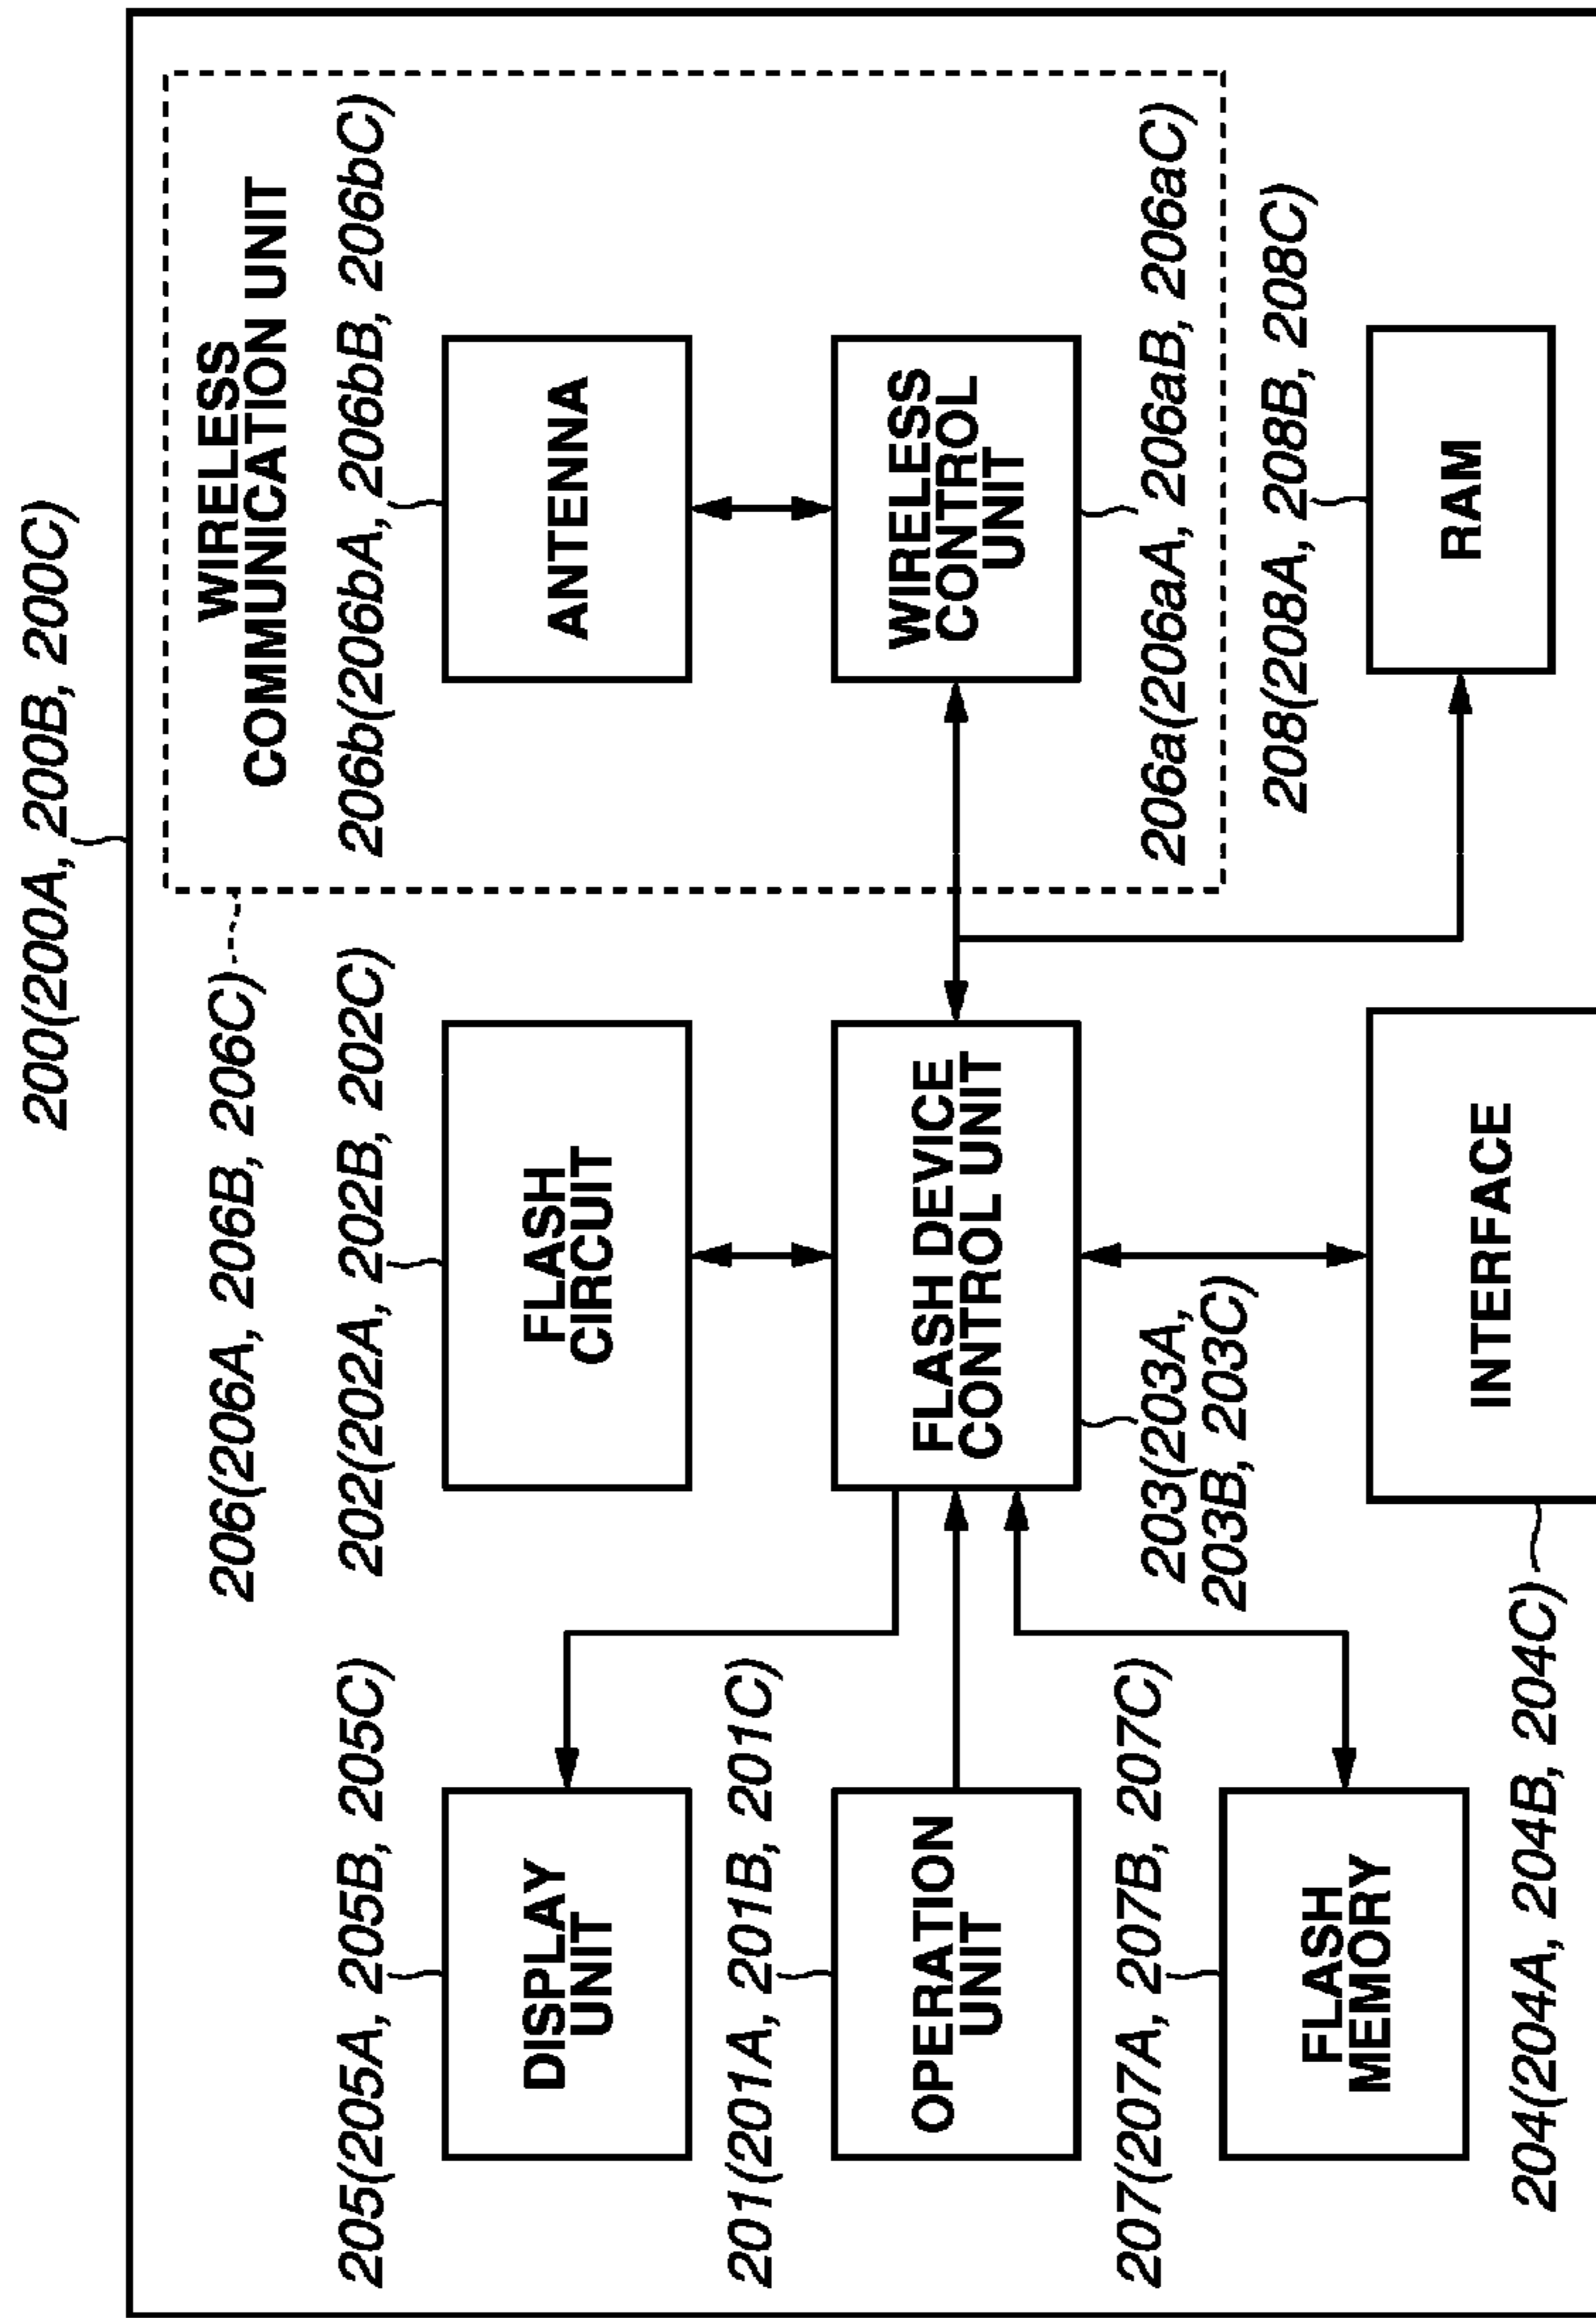 200(200A, 200B, 200C)
WIRELESS
COMMUNICATION UNIT
206(206A, 206B, 206C)
205(205A, 205B, 205C)
202(202A, 202B, 202C)
206b(206bA, 206bB, 206bC)
DISPLAY
UNIT
FLASH
CIRCUIT
ANTENNA
201(201A, 201B, 201C)
OPERATION
UNIT
FLASH DEVICE
CONTROL UNIT
WIRELESS
CONTROL
UNIT
207(207A, 207B, 207C)
203(203A,
203B, 203C)
206a(206aA, 206aB, 206aC)
208(208A, 208B, 208C)
FLASH
MEMORY
INTERFACE
RAM
204(204A, 204B, 204C)